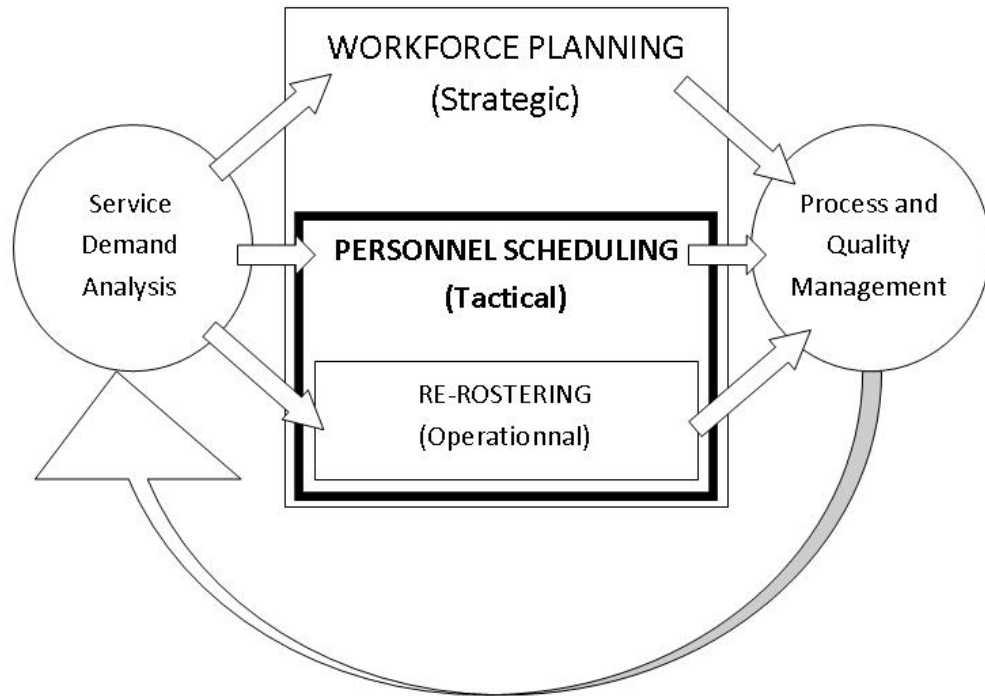 WORKFORCE PLANNING
(Strategic)
Service
Demand
Analysis
PERSONNEL SCHEDULING
(Tactical)
RE-ROSTERING
(Operationnal)
Process and
Quality
Management